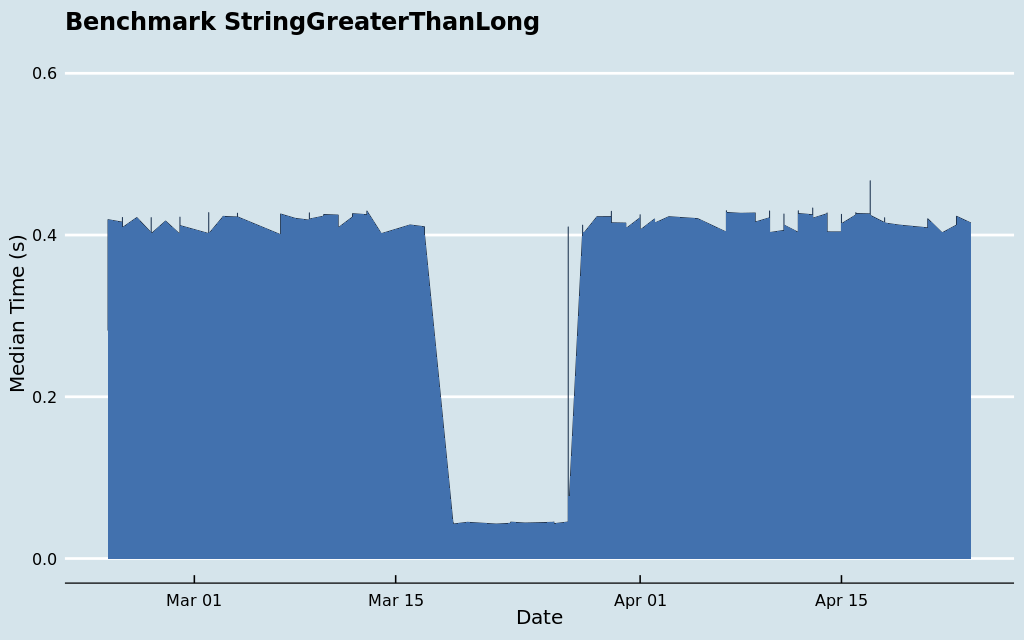 Benchmark StringGreaterThanLong
0.6
0.4
0.2
0.0
Median Time (s)
Mar 01
Mar 15
Apr 01
Apr 15
Date